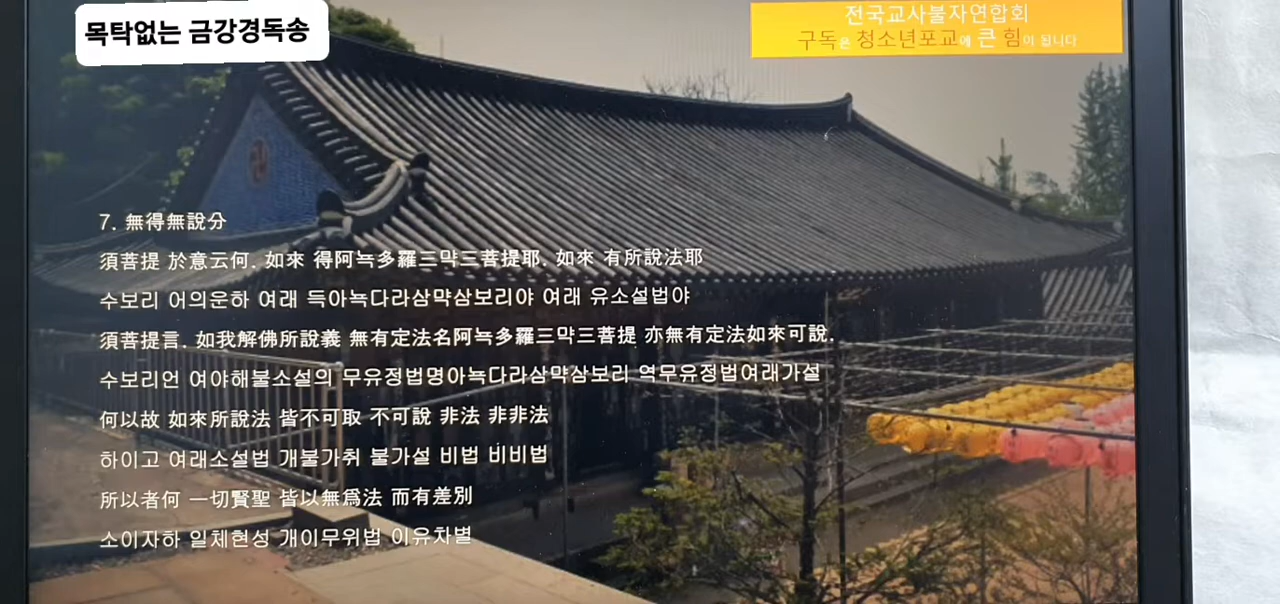 목탁없는 금강경독송
전국교사불자연합회
구독은 청소년포교에 큰 힘이 됩니다
7. 無得無說分
須菩提 於意云何. 如來 得阿뇩多羅三먁三菩提耶. 如來 有所說法耶
수보리 어의운하 여래 득아뇩다라삼먁삼보리야 여래 유소설법야
須菩提言. 如我解佛所說義 無有定法名阿뇩多羅三먁三菩提 亦無有定法如來可說.
수보리언 여아해불소설의 무유정법명아뇩다라삼먁삼보리 역무유정법여래가설
何以故 如來所說法 皆不可取 不可說 非法 非非法
하이고 여래소설법 개불가취 불가설 비법 비비법
所以者何 一切賢聖 皆以無爲法 而有差別
소이자하 일체현성 개이무위법 이유차별